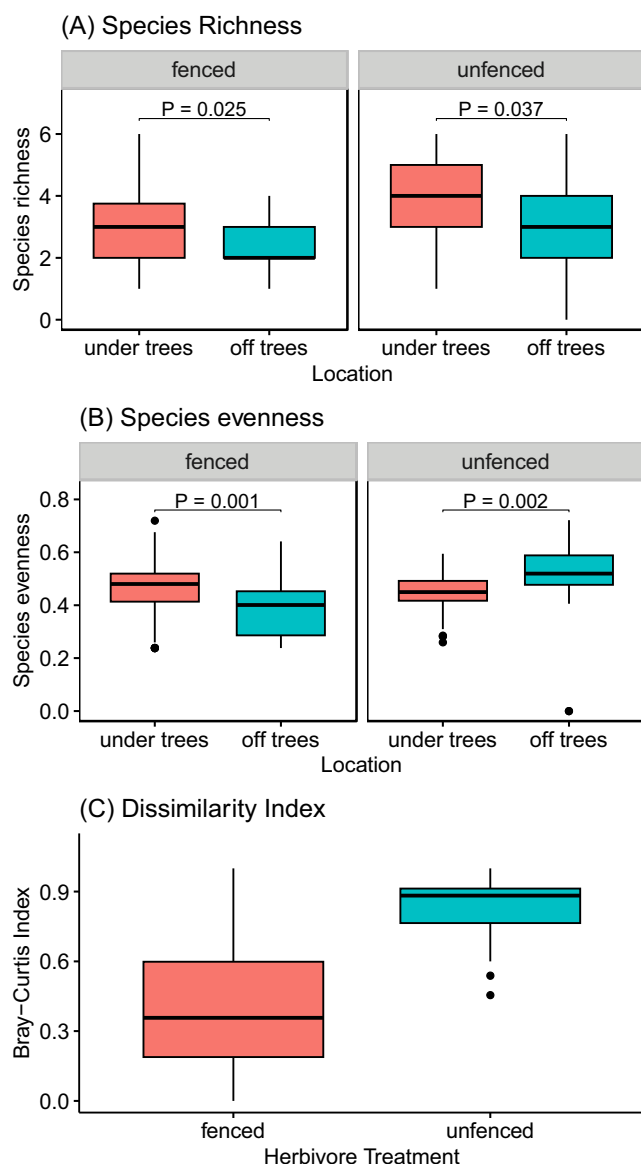 (A) Species Richness
fenced
unfenced
P = 0.025
P = 0.037
Species richness
6
4
2
0
under trees
off trees
under trees
off trees
Location
(B) Species evenness
fenced
unfenced
P = 0.001
P = 0.002
Species evenness
0.8
0.6
0.4
0.2
0.0
under trees
off trees
under trees
off trees
Location
(C) Dissimilarity Index
Bray−Curtis Index
0.9
0.6
0.3
0.0
fenced
unfenced
Herbivore Treatment